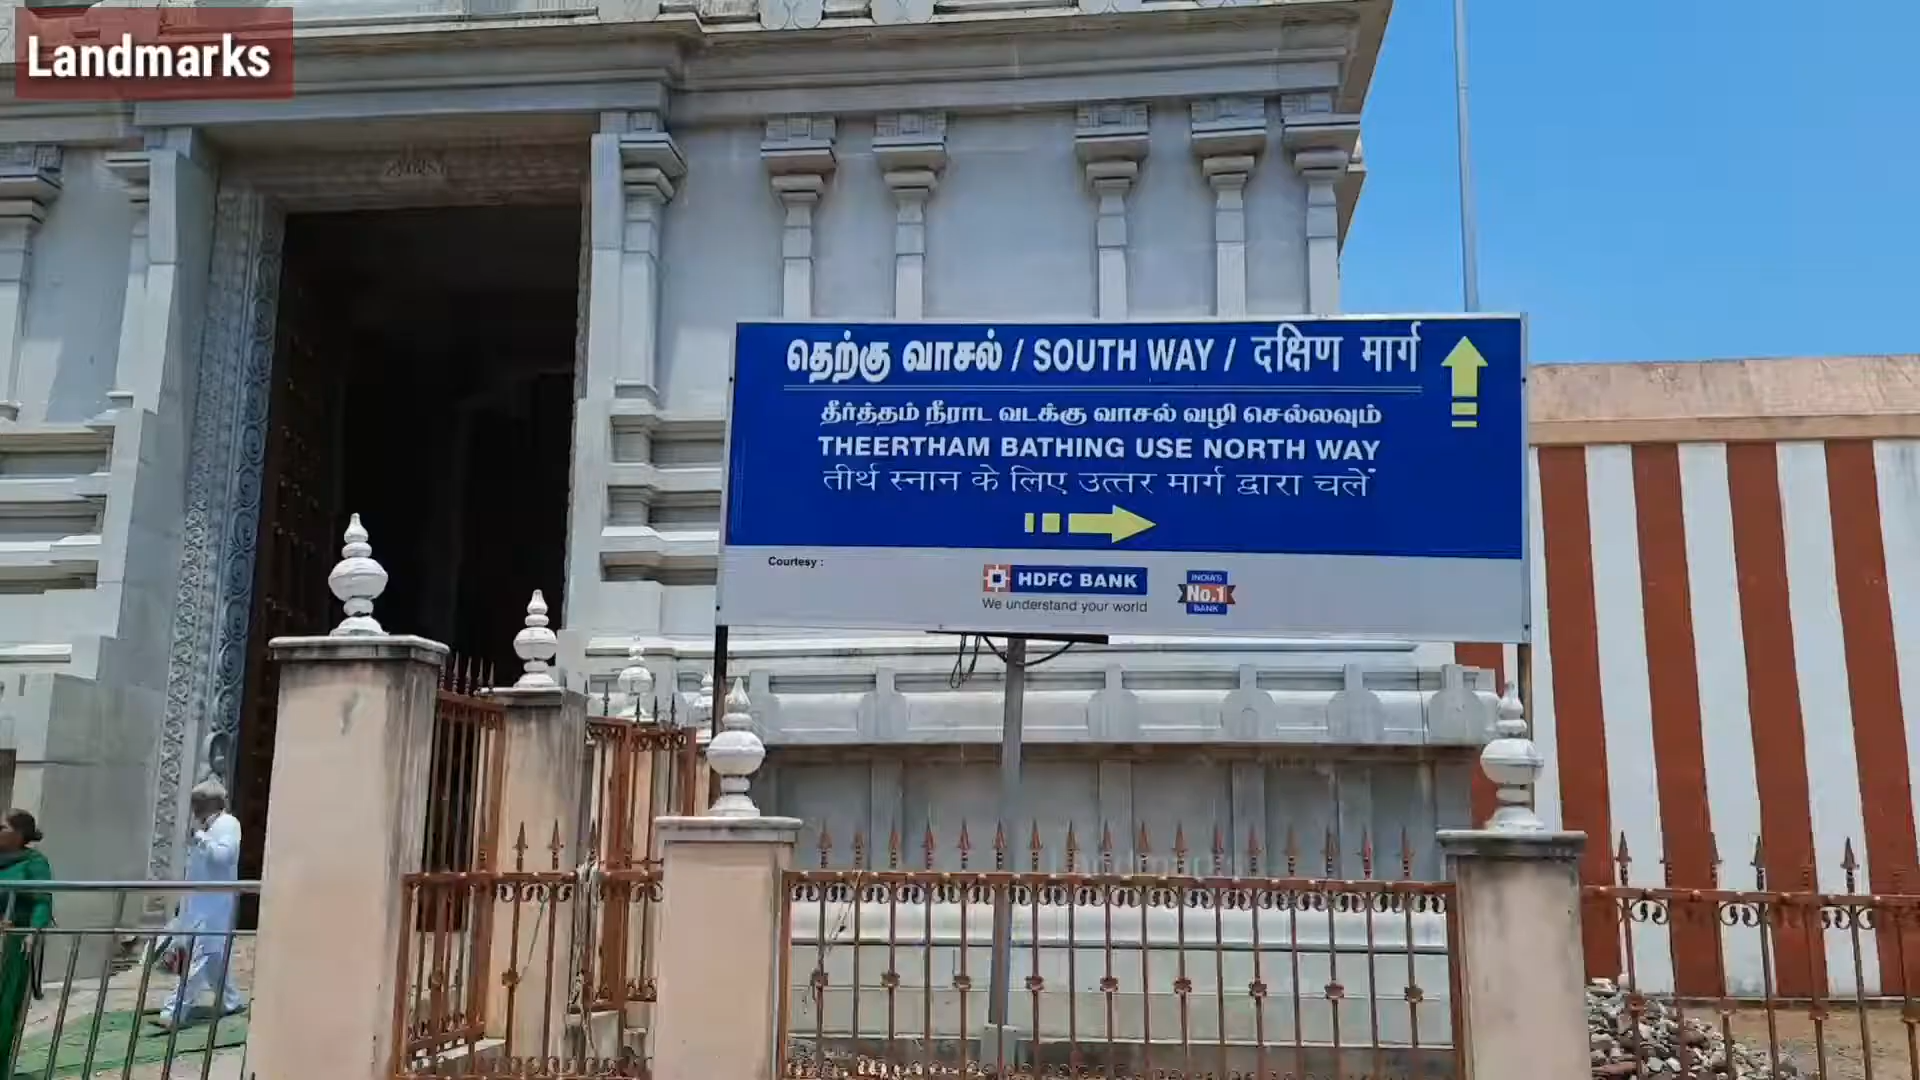 Landmarks
தெற்கு வாசல் / SOUTH WAY / दक्षिण मार्ग
தீர்த்தம் நீராட வடக்கு வாசல் வழி செல்லவும்
THEERTHAM BATHING USE NORTH WAY
तीर्थ स्नान के लिए उत्तर मार्ग द्वारा चलें
Courtesy :
HDFC BANK
We understand your world
INDIA'S
No.1
BANK
Landmarks